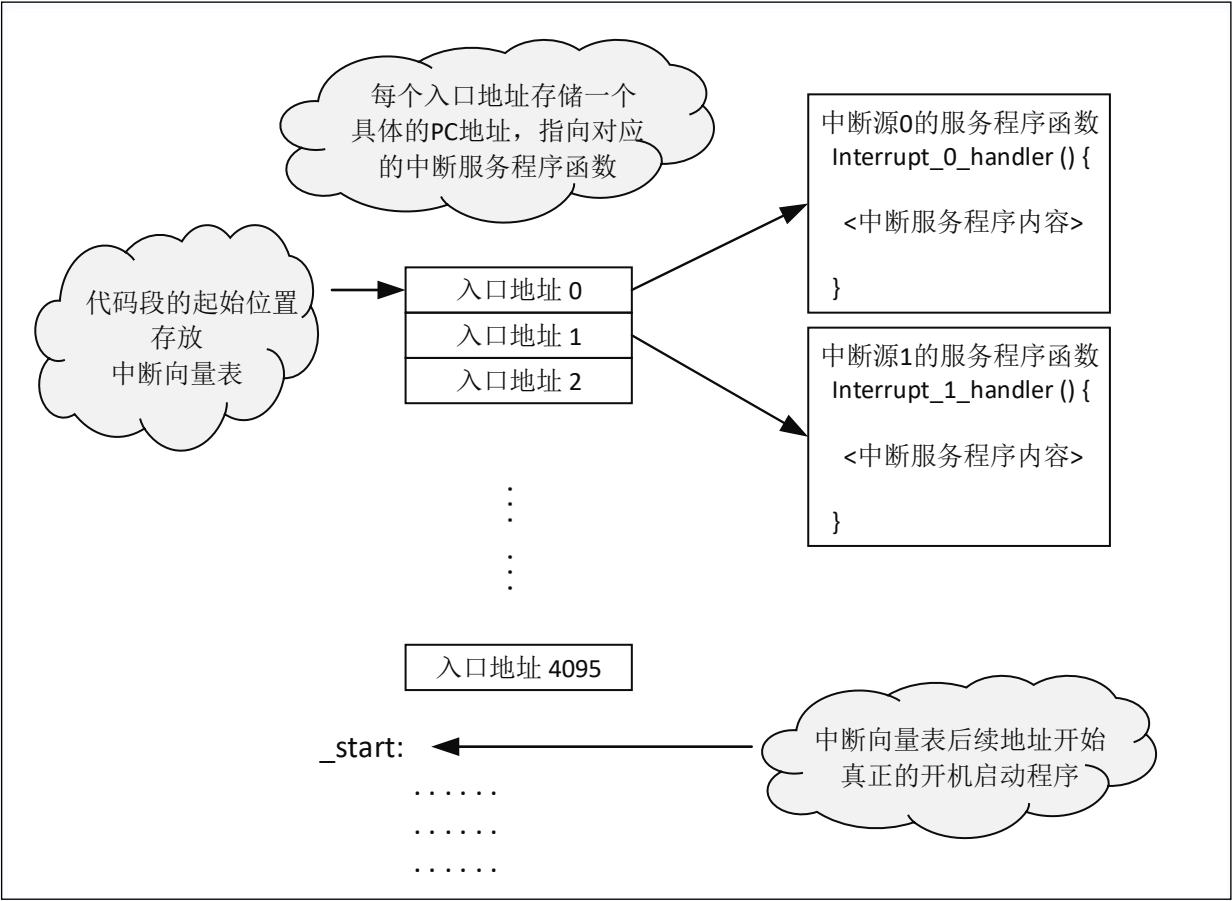 每个入口地址存储一个
具体的PC地址，指向对应
的中断服务程序函数
中断源0的服务程序函数
Interrupt_0_handler () {
<中断服务程序内容>
}
代码段的起始位置
存放
中断向量表
入口地址 0
入口地址 1
入口地址 2
中断源1的服务程序函数
Interrupt_1_handler () {
<中断服务程序内容>
}
入口地址 4095
_start:
中断向量表后续地址开始
真正的开机启动程序
. . . . . .
. . . . . .
. . . . . .